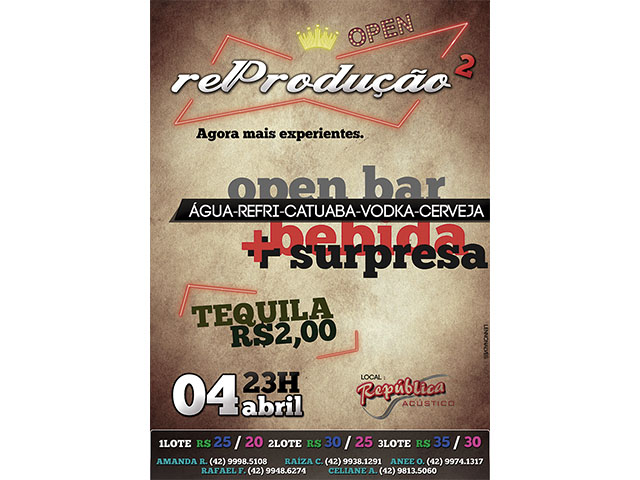 OPEN
reProdução 2
Agora mais experientes.
open bar
ÁGUA-REFRI-CATUABA-VODKA-CERVEJA
+bebida
+ surpresa
TEQUILA
R$2,00
04 23H
abril
LOCAL :
República
ACÚSTICO
1LOTE R$ 25 / 20 2LOTE R$ 30 / 25 3LOTE R$ 35 / 30
AMANDA R. (42) 9998.5108 RAÍZA C. (42) 9938.1291 ANEE O. (42) 9974.1317
RAFAEL F. (42) 9948.6274 CELIANE A. (42) 9813.5060